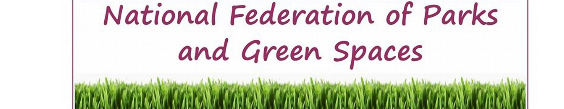 National Federation of Parks
and Green Spaces